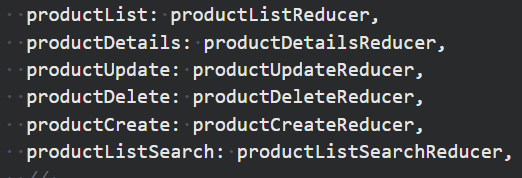 productList: productListReducer,
productDetails: productDetailsReducer,
productUpdate: productUpdateReducer,
productDelete: productDeleteReducer,
productCreate: productCreateReducer,
productListSearch: productListSearchReducer,
//